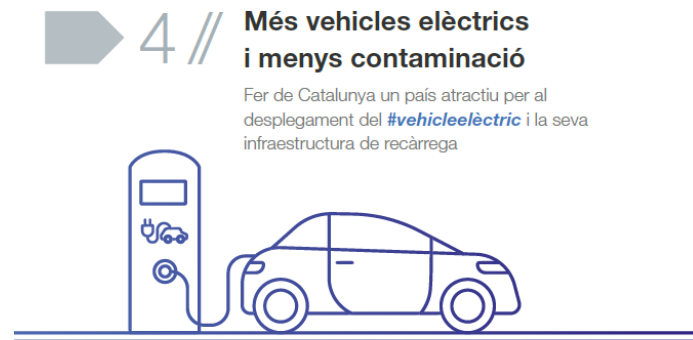 4 //
Més vehicles elèctrics
i menys contaminació
Fer de Catalunya un país atractiu per al
desplegament del #vehicleelèctric i la seva
infraestructura de recàrrega